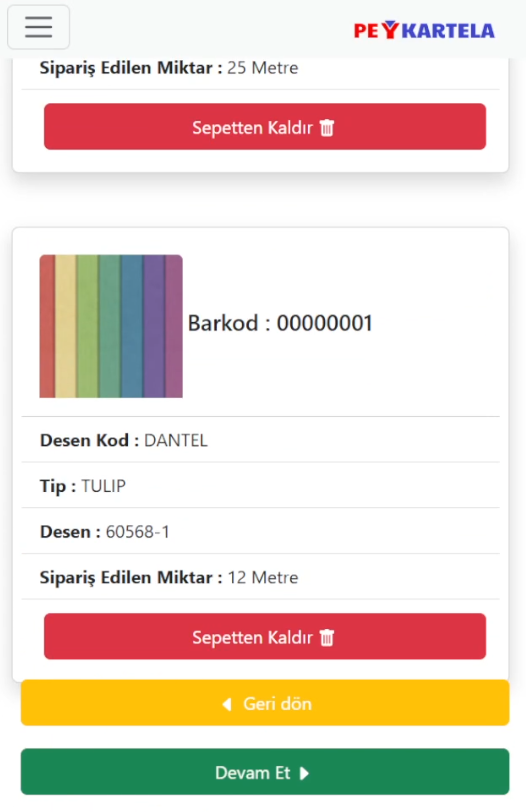 PEYKARTELA
Sipariş Edilen Miktar : 25 Metre
Sepetten Kaldır
Barkod : 00000001
Desen Kod : DANTEL
Tip : TULIP
Desen : 60568-1
Sipariş Edilen Miktar : 12 Metre
Sepetten Kaldır
Geri dön
Devam Et